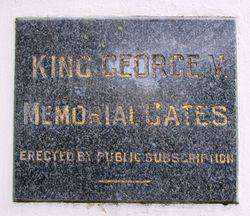 KING GEORGE V.
MEMORIAL GATES
ERECTED BY PUBLIC SUBSCRIPTION